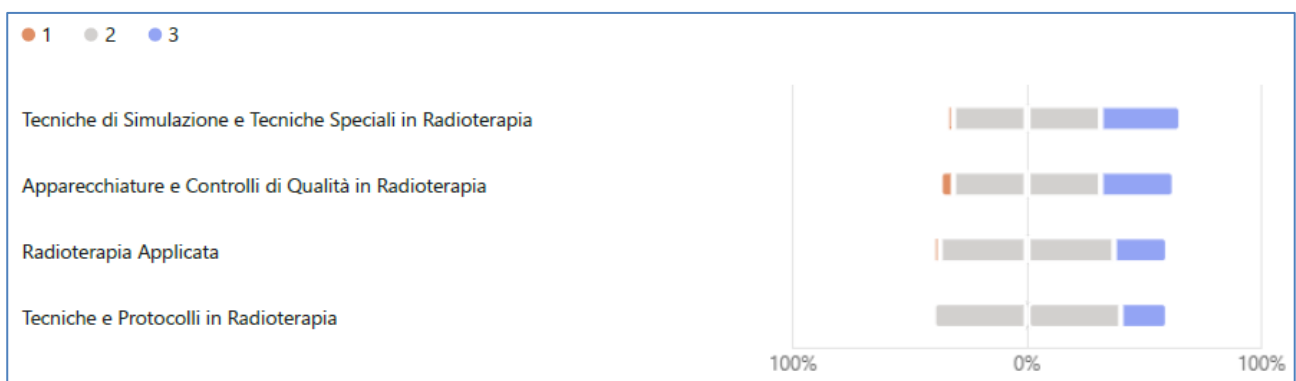 1 2 3
Tecniche di Simulazione e Tecniche Speciali in Radioterapia
Apparecchiature e Controlli di Qualità in Radioterapia
Radioterapia Applicata
Tecniche e Protocolli in Radioterapia
100% 0% 100%